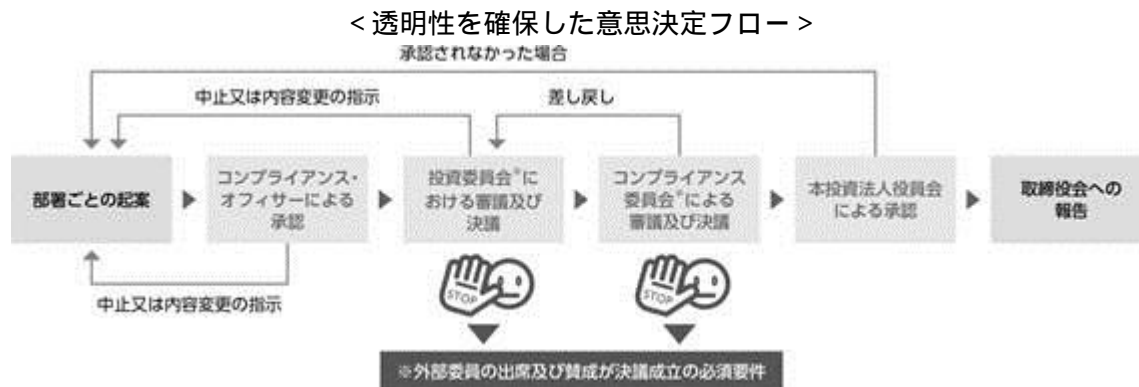 <透明性を確保した意思決定フロー>
承認されなかった場合
中止又は内容変更の指示
差し戻し
部署ごとの起案
コンプライアンス・
オフィサーによる
承認
投資委員会※に
おける審議及び
決議
コンプライアンス
委員会※による
審議及び決議
本投資法人役員会
による承認
取締役会への
報告
中止又は内容変更の指示
STOP
STOP
※外部委員の出席及び賛成が決議成立の必須要件